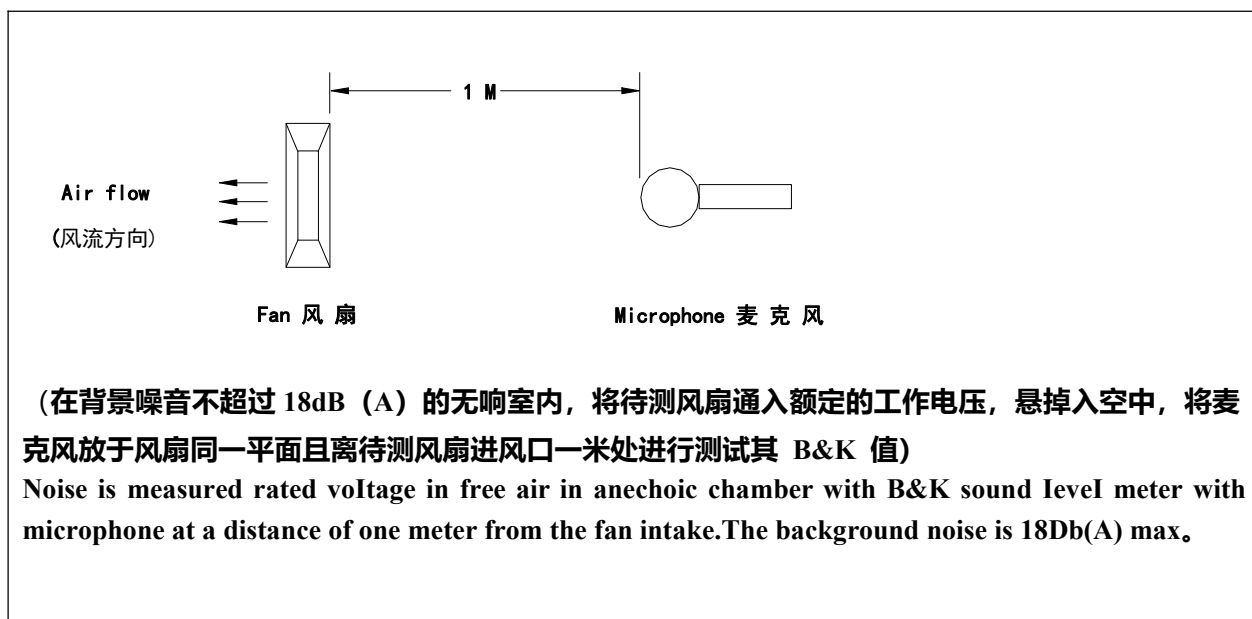 1 M
Air flow
(风流方向)
Fan 风 扇
Microphone 麦 克 风
（在背景噪音不超过 18dB（A）的无响室内，将待测风扇通入额定的工作电压，悬掉入空中，将麦
克风放于风扇同一平面且离待测风扇进风口一米处进行测试其 B&K 值）
Noise is measured rated voItage in free air in anechoic chamber with B&K sound IeveI meter with
microphone at a distance of one meter from the fan intake.The background noise is 18Db(A) max。